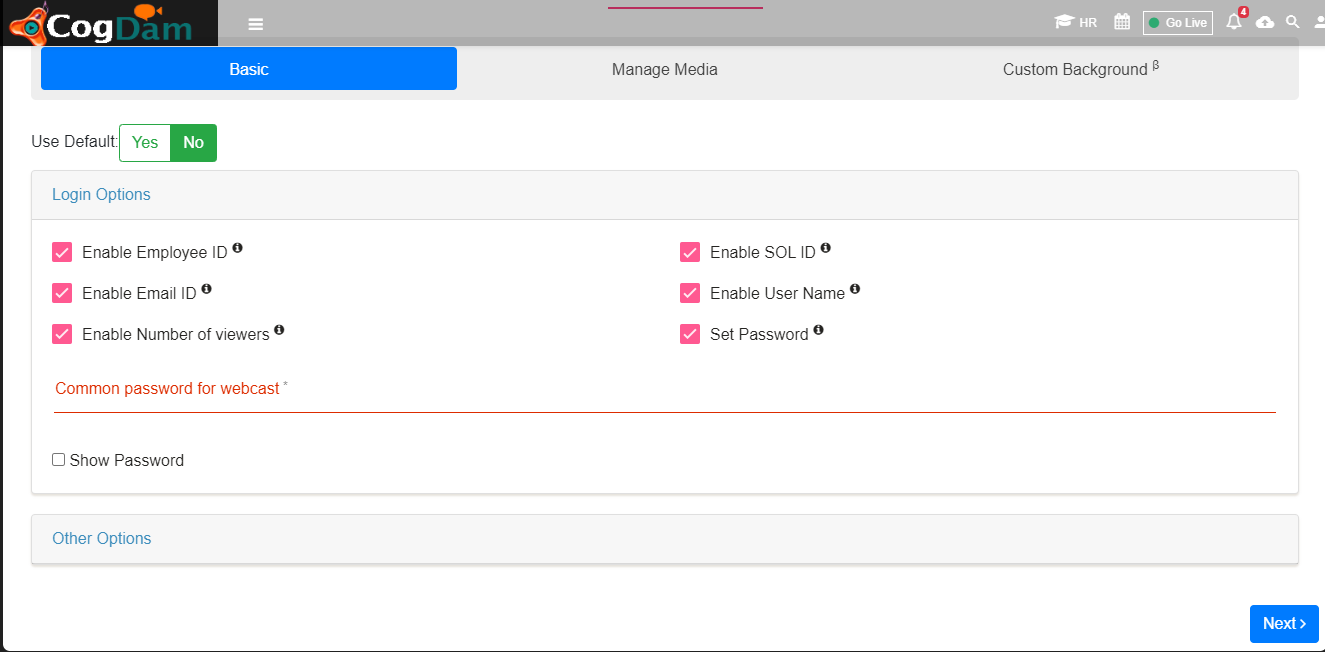 CogDam
HR
Go Live
4
Basic
Manage Media
Custom Background β
Use Default: Yes No
Login Options
Enable Employee ID
Enable SOL ID
Enable Email ID
Enable User Name
Enable Number of viewers
Set Password
Common password for webcast *
Show Password
Other Options
Next ›